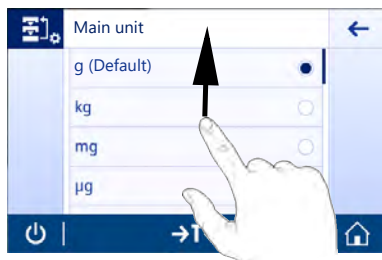 Main unit
g (Default)
kg
mg
µg
→T